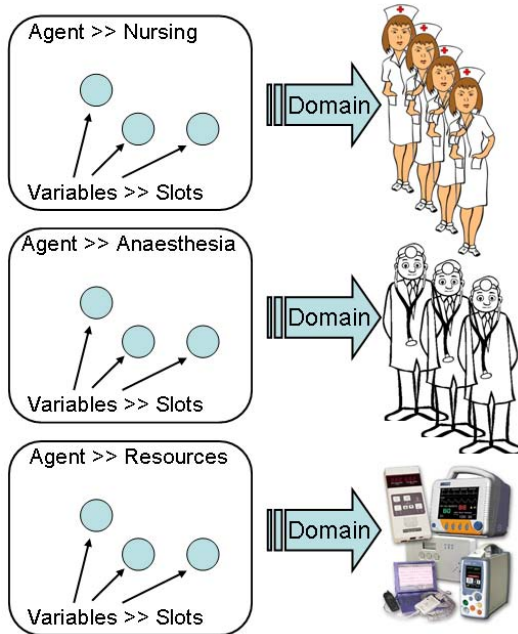 Agent >> Nursing
Domain
Variables >> Slots
Agent >> Anaesthesia
Domain
Variables >> Slots
Agent >> Resources
Domain
Variables >> Slots